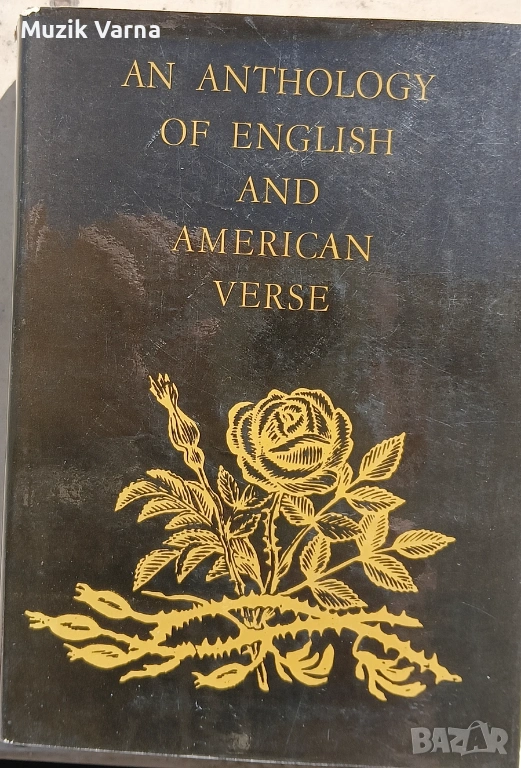 Muzik Varna
AN ANTHOLOGY
OF ENGLISH
AND
AMERICAN
VERSE
BAZAR